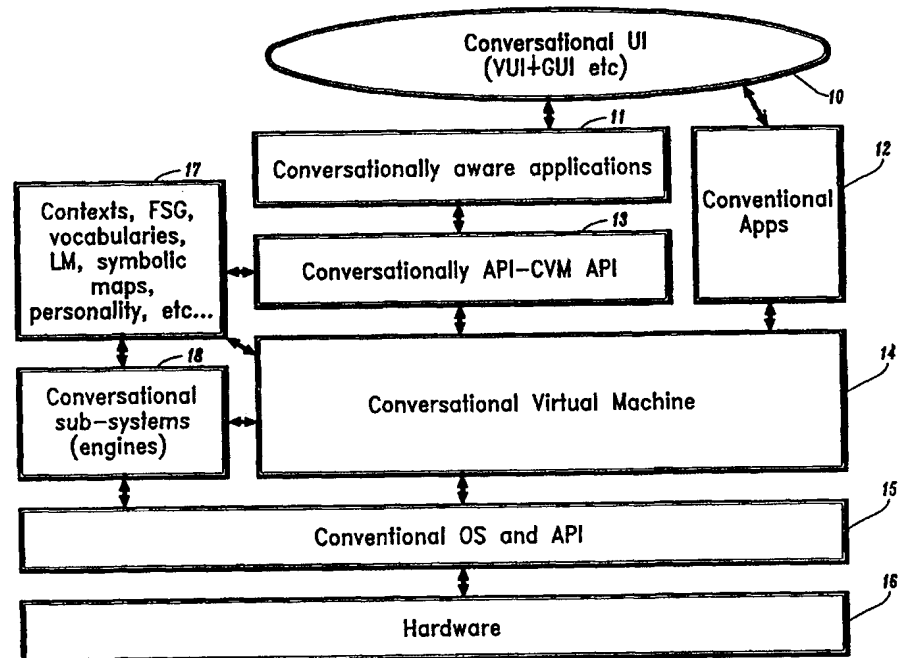 Conversational UI
(VUI+GUI etc)
10
11
Conversationally aware applications
12
Conventional
Apps
17
Contexts, FSG,
vocabularies,
LM, symbolic
maps,
personality, etc...
13
Conversationally API-CVM API
14
Conversational Virtual Machine
18
Conversational
sub-systems
(engines)
15
Conventional OS and API
16
Hardware